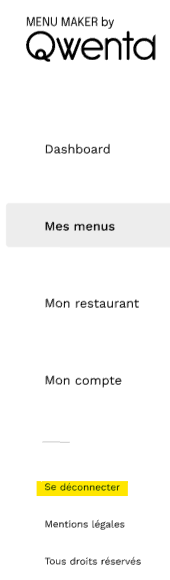 MENU MAKER by
Qwenta
Dashboard
Mes menus
Mon restaurant
Mon compte
Se déconnecter
Mentions légales
Tous droits réservés